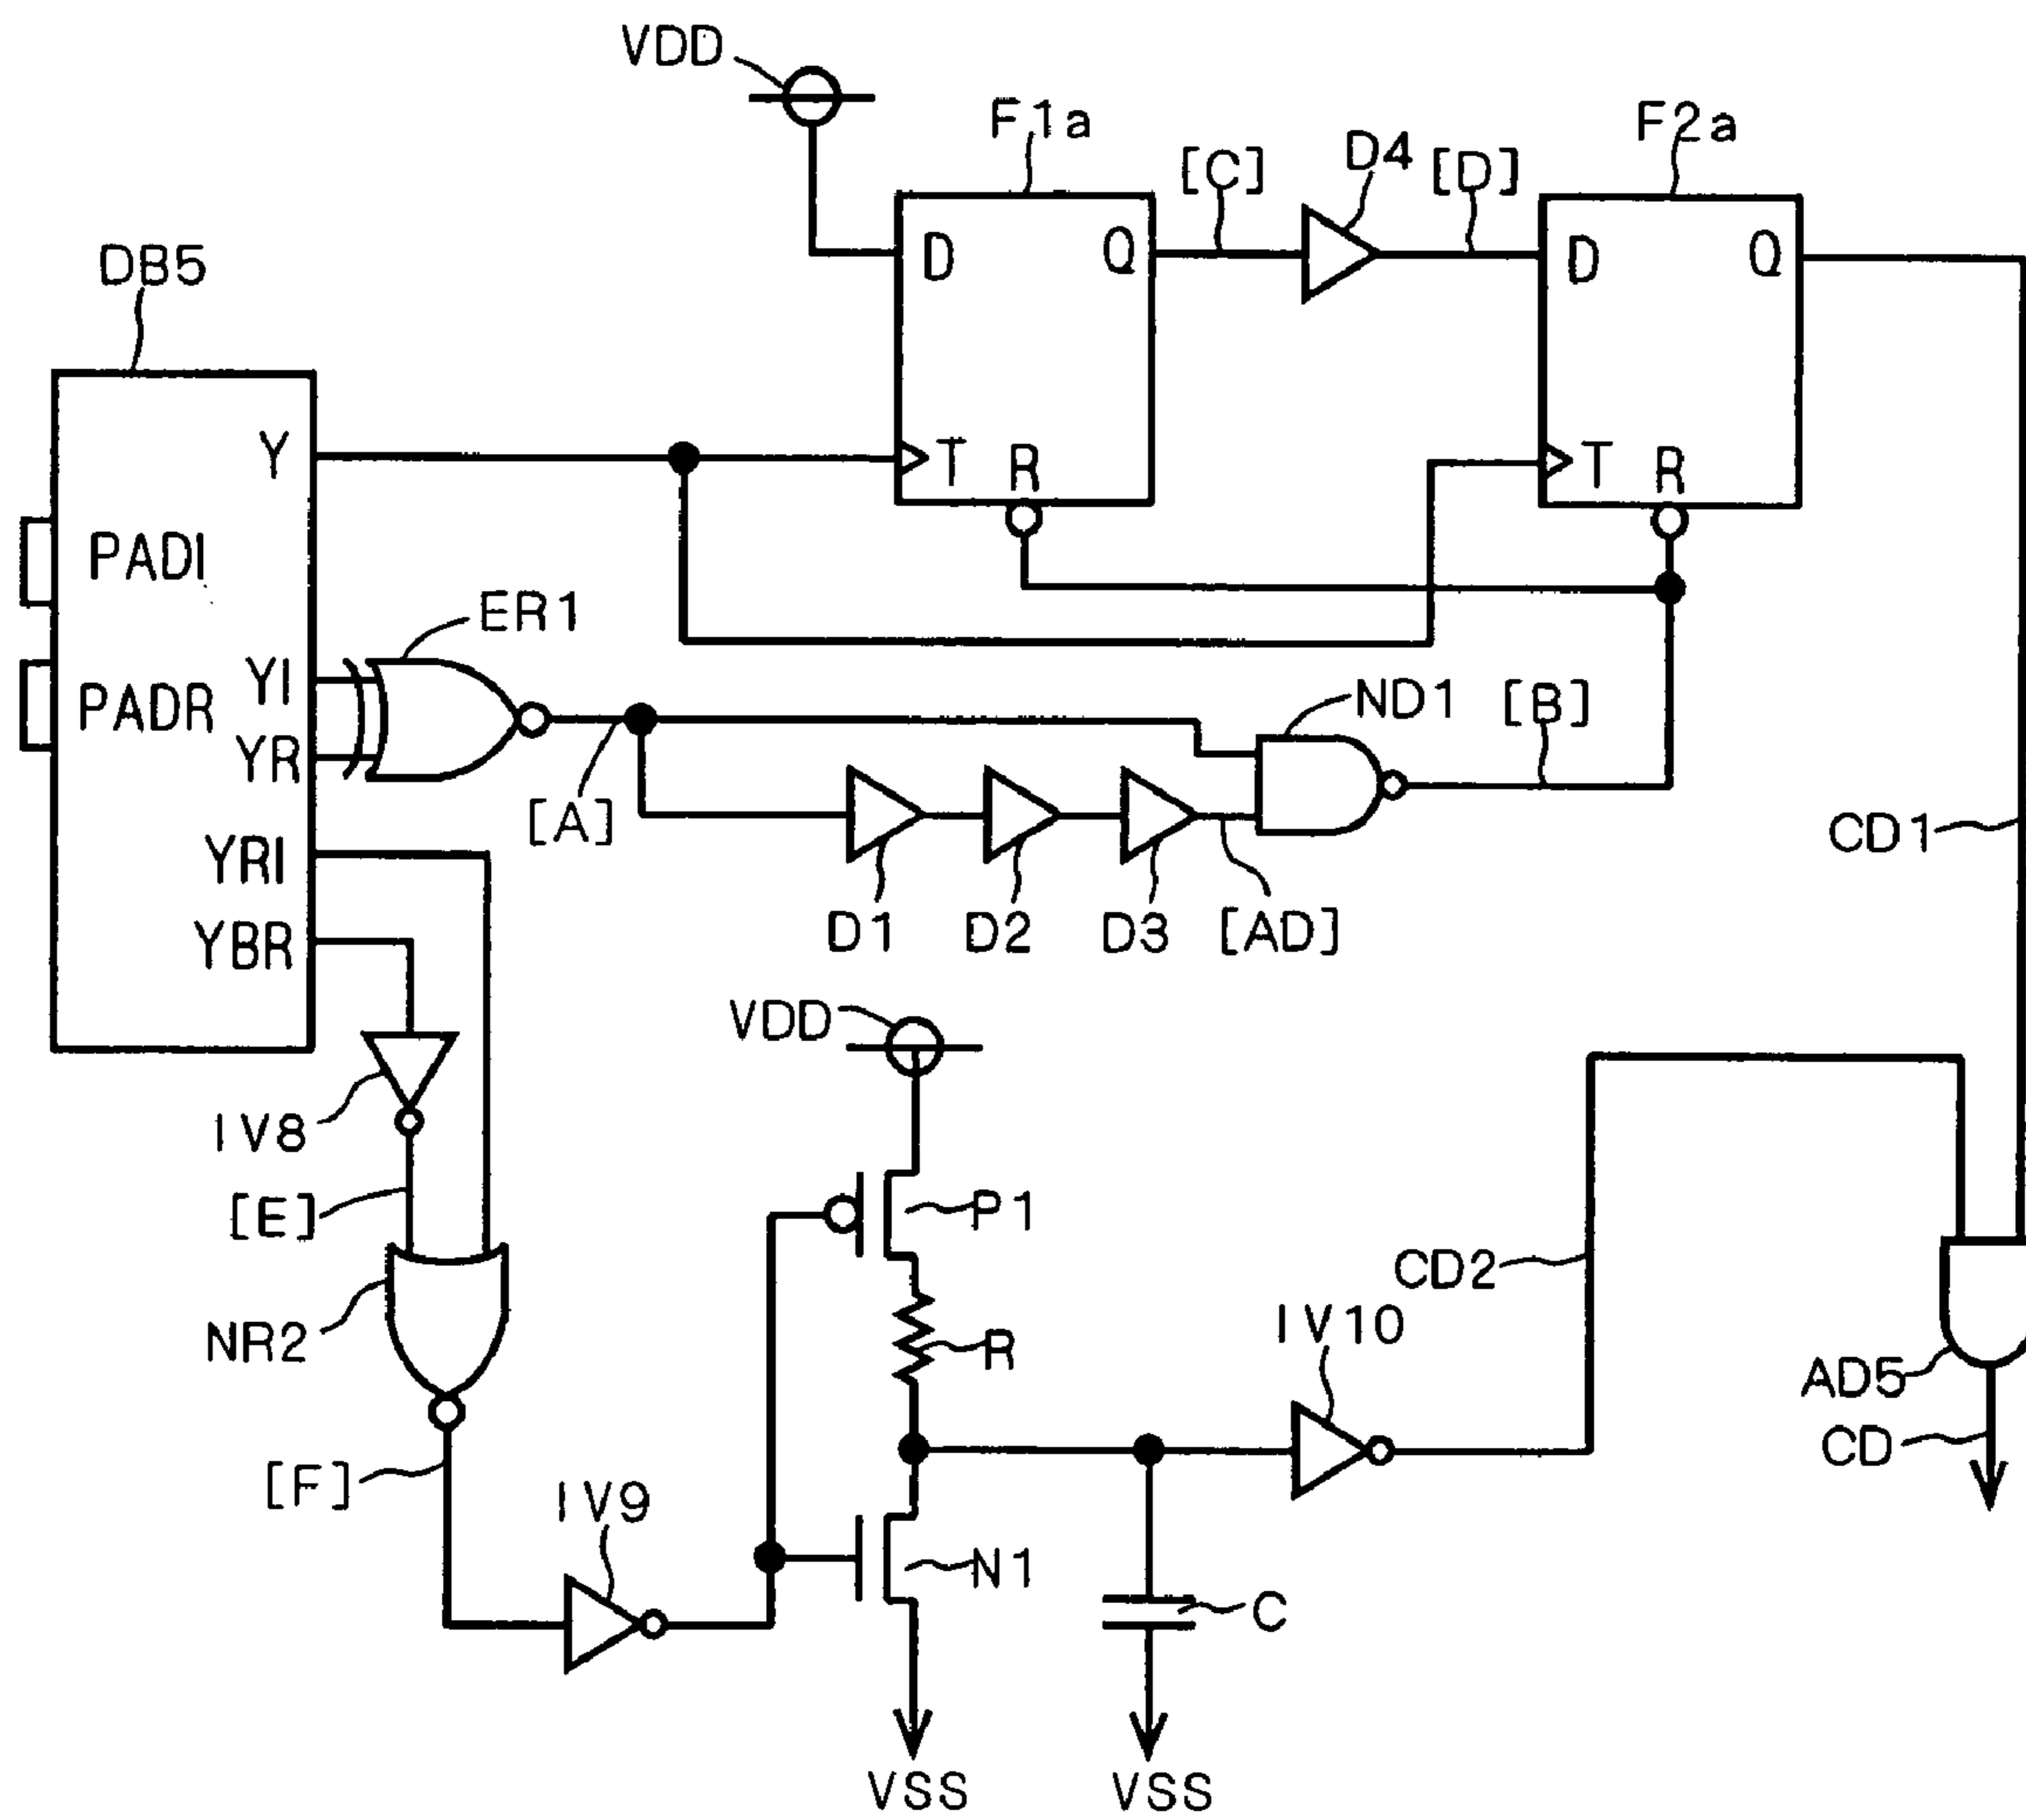 VDD
F1a
[C]
D4
[D]
F2a
DB5
D
Q
D
Q
Y
T
R
T
R
PADI
ER1
YI
PADR
YR
ND1
[B]
[A]
CD1
YRI
YBR
D1
D2
D3
[AD]
VDD
IV8
[E]
P1
CD2
NR2
R
IV10
AD5
CD
[F]
IV9
N1
C
VSS
VSS